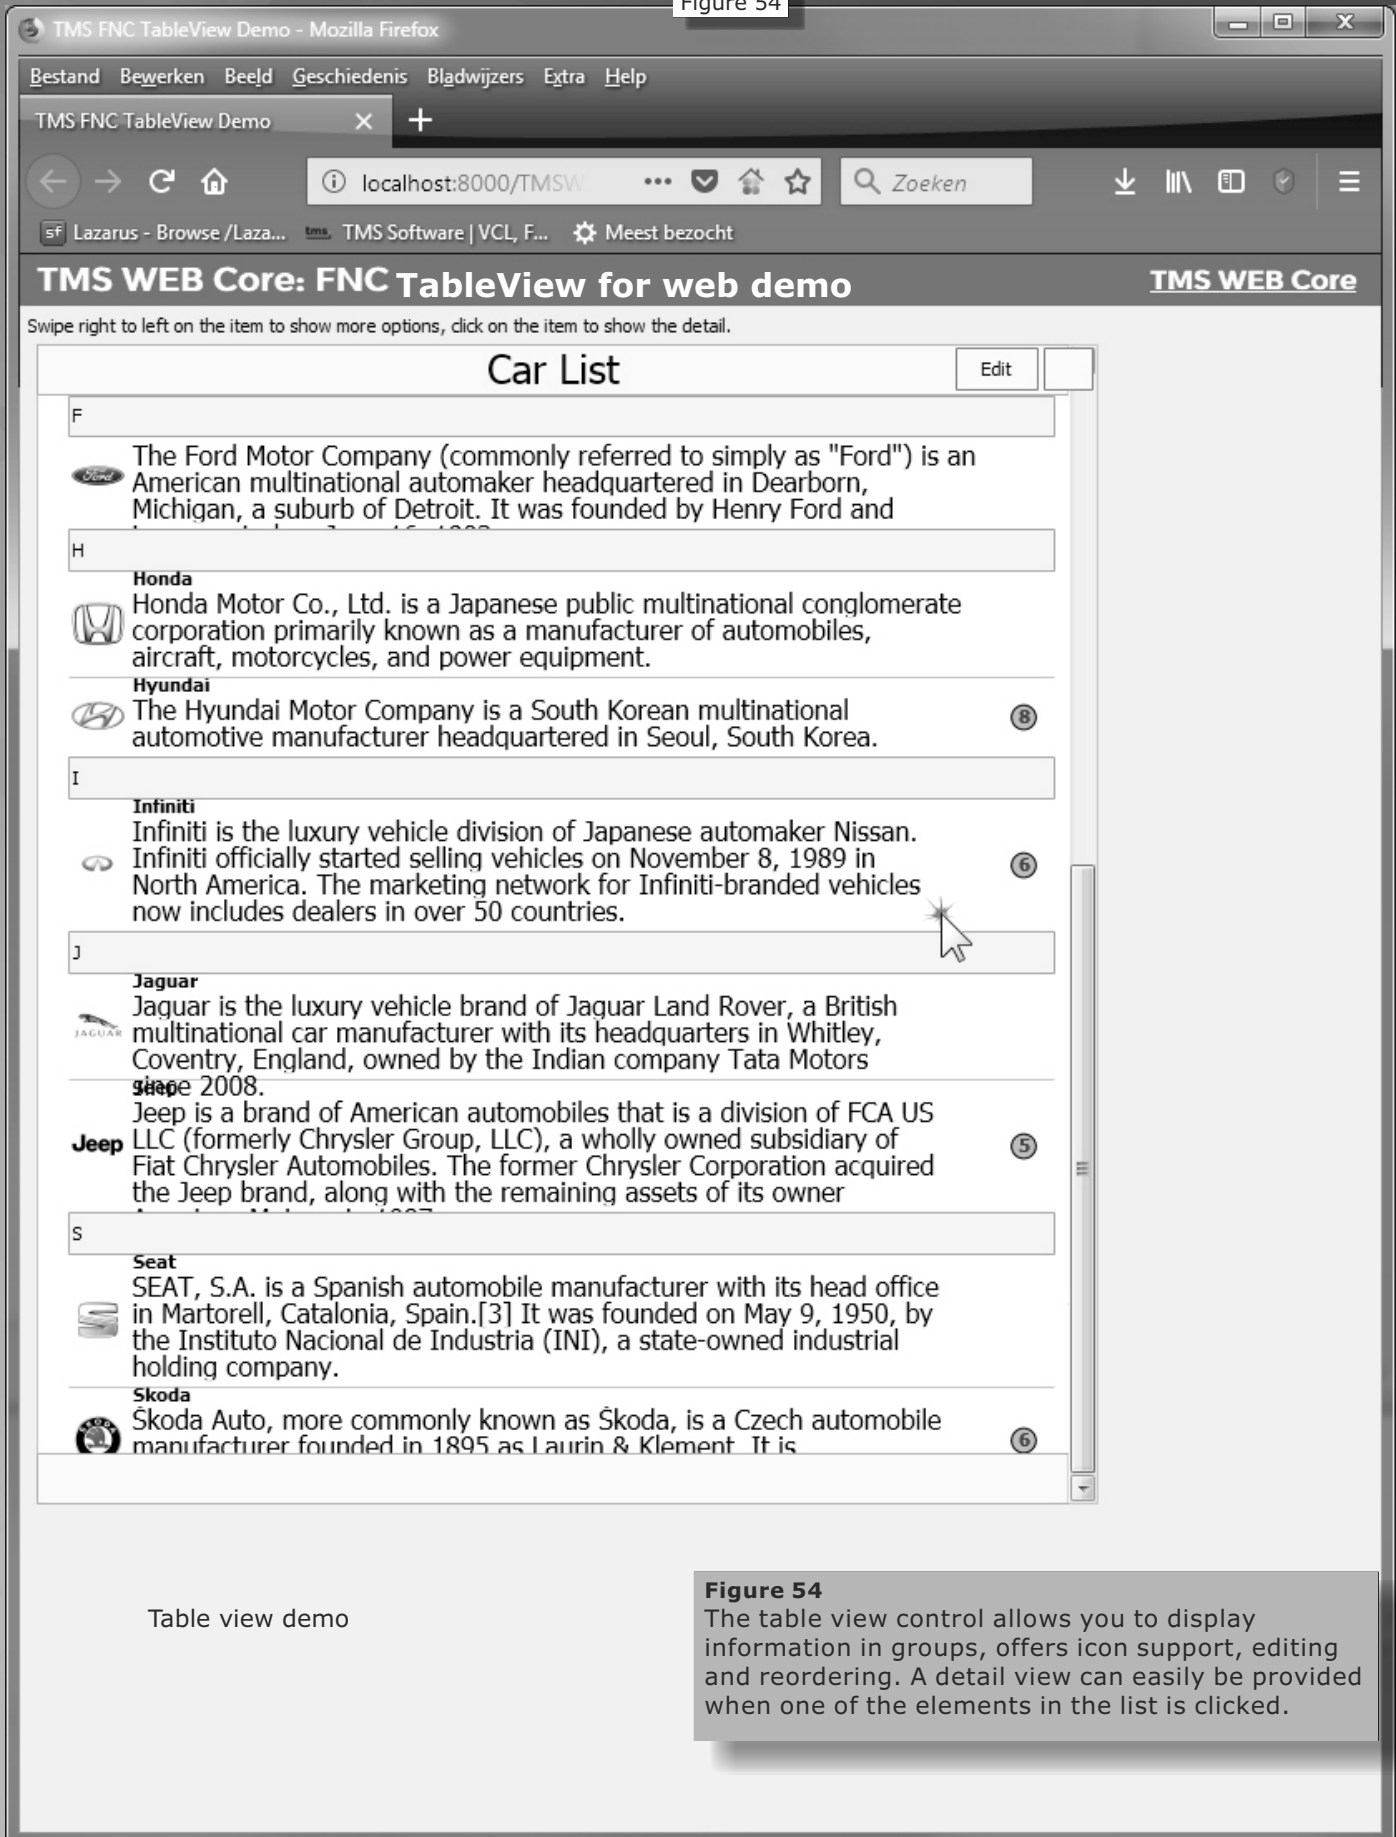 Figure 54
TMS FNC TableView Demo - Mozilla Firefox
Bestand Bewerken Beeld Geschiedenis Bladwijzers Extra Help
TMS FNC TableView Demo
localhost:8000/TMSW
Zoeken
sf Lazarus - Browse /Laza... tms. TMS Software | VCL, F... Meest bezocht
TMS WEB Core: FNC TableView for web demo TMS WEB Core
Swipe right to left on the item to show more options, click on the item to show the detail.
Car List Edit
F
Ford
The Ford Motor Company (commonly referred to simply as "Ford") is an
American multinational automaker headquartered in Dearborn,
Michigan, a suburb of Detroit. It was founded by Henry Ford and
H
Honda
Honda Motor Co., Ltd. is a Japanese public multinational conglomerate
corporation primarily known as a manufacturer of automobiles,
aircraft, motorcycles, and power equipment.
Hyundai
The Hyundai Motor Company is a South Korean multinational
automotive manufacturer headquartered in Seoul, South Korea.
8
I
Infiniti
Infiniti is the luxury vehicle division of Japanese automaker Nissan.
Infiniti officially started selling vehicles on November 8, 1989 in
North America. The marketing network for Infiniti-branded vehicles
now includes dealers in over 50 countries.
6
J
Jaguar
Jaguar is the luxury vehicle brand of Jaguar Land Rover, a British
multinational car manufacturer with its headquarters in Whitley,
Coventry, England, owned by the Indian company Tata Motors
since 2008.
JAGUAR
Jeep
Jeep is a brand of American automobiles that is a division of FCA US
LLC (formerly Chrysler Group, LLC), a wholly owned subsidiary of
Fiat Chrysler Automobiles. The former Chrysler Corporation acquired
the Jeep brand, along with the remaining assets of its owner
Jeep
5
S
Seat
SEAT, S.A. is a Spanish automobile manufacturer with its head office
in Martorell, Catalonia, Spain.[3] It was founded on May 9, 1950, by
the Instituto Nacional de Industria (INI), a state-owned industrial
holding company.
Skoda
Škoda Auto, more commonly known as Škoda, is a Czech automobile
manufacturer founded in 1895 as Laurin & Klement. It is
6
Table view demo
Figure 54
The table view control allows you to display
information in groups, offers icon support, editing
and reordering. A detail view can easily be provided
when one of the elements in the list is clicked.